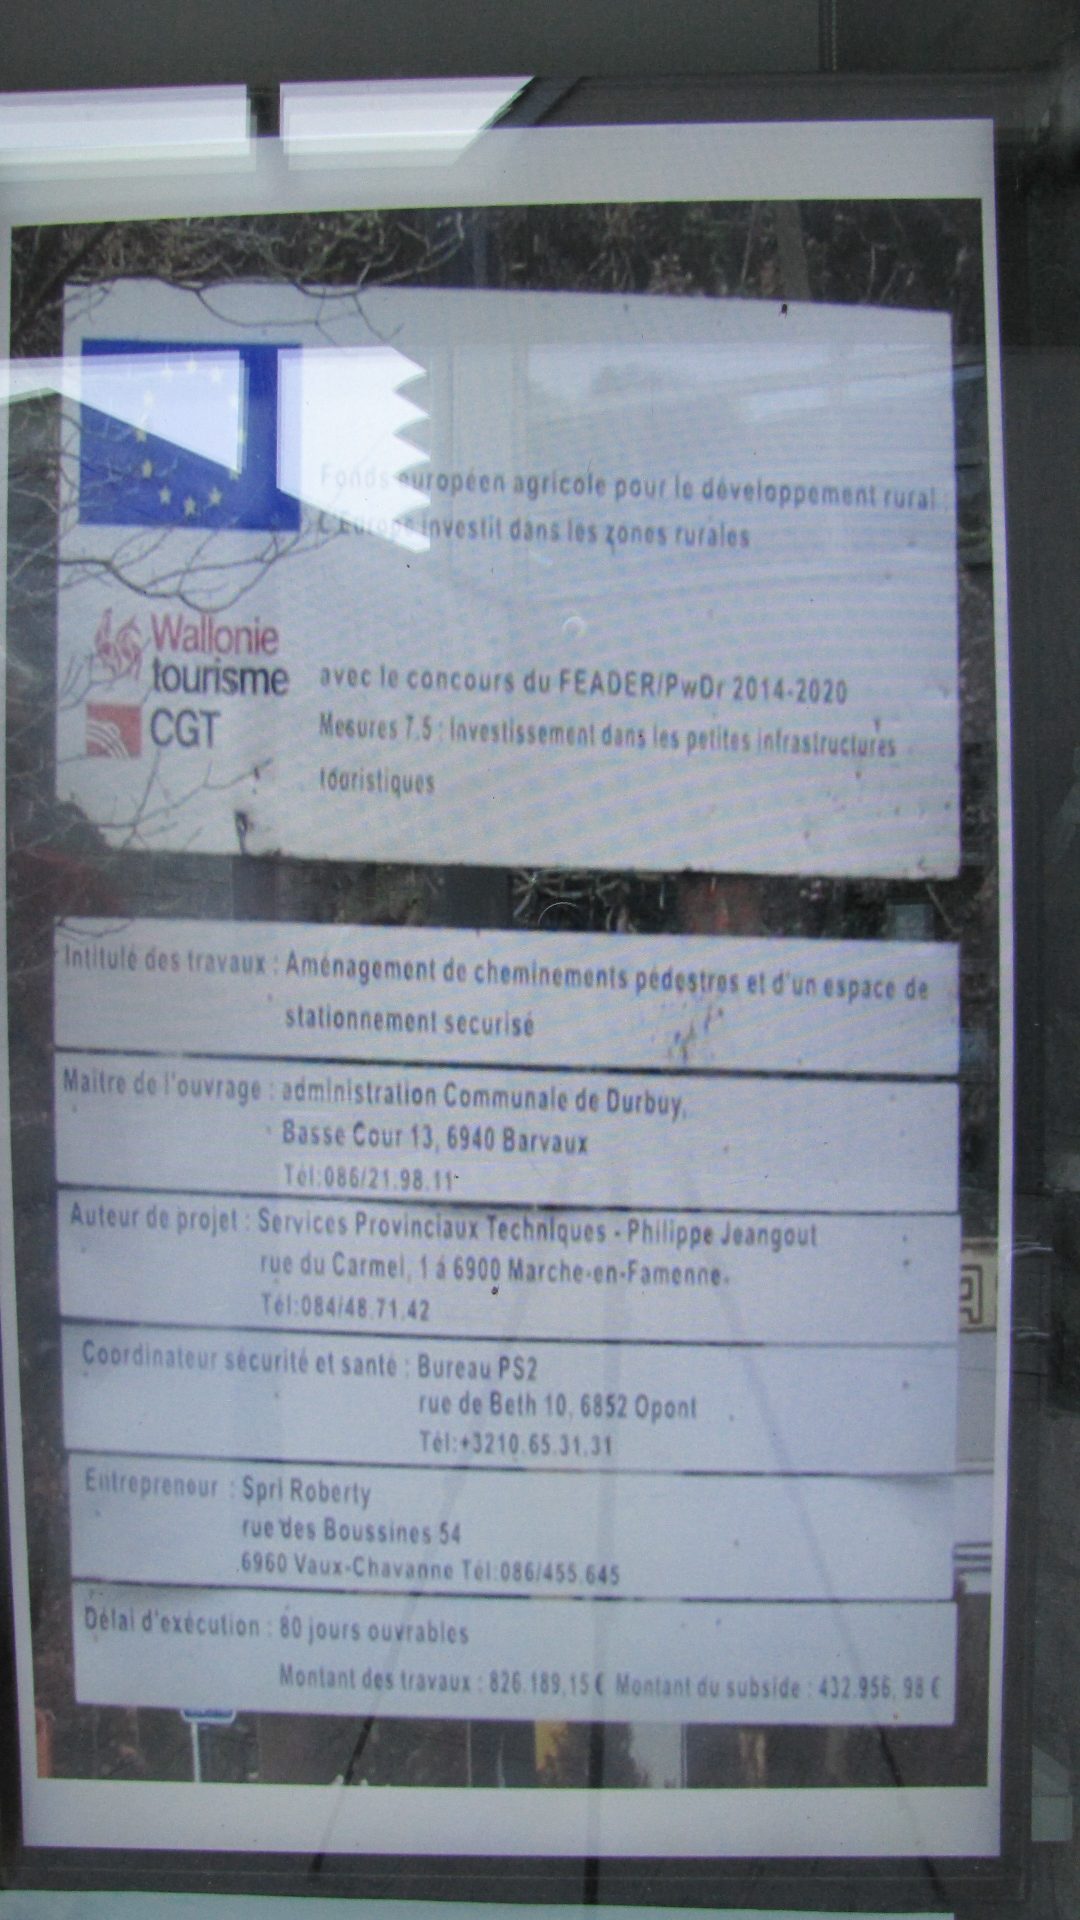 Fonds européen agricole pour le développement rural :
L'Europe investit dans les zones rurales
Wallonie
tourisme
CGT
avec le concours du FEADER/PwDr 2014-2020
Mesures 7.5 : Investissement dans les petites infrastructures
touristiques
Intitulé des travaux : Aménagement de cheminements pédestres et d'un espace de
stationnement securisé
Maître de l'ouvrage : administration Communale de Durbuy,
Basse Cour 13, 6940 Barvaux
Tél:086/21.98.11
Auteur de projet : Services Provinciaux Techniques - Philippe Jeangout
rue du Carmel, 1 à 6900 Marche-en-Famenne.
Tél:084/48.71.42
Coordinateur sécurité et santé : Bureau PS2
rue de Beth 10, 6852 Opont
Tél:+3210.65.31.31
Entrepreneur : Sprl Roberty
rue des Boussines 54
6960 Vaux-Chavanne Tél:086/455.645
Délai d'exécution : 80 jours ouvrables
Montant des travaux : 826.189,15 € Montant du subside : 432.956, 98 €